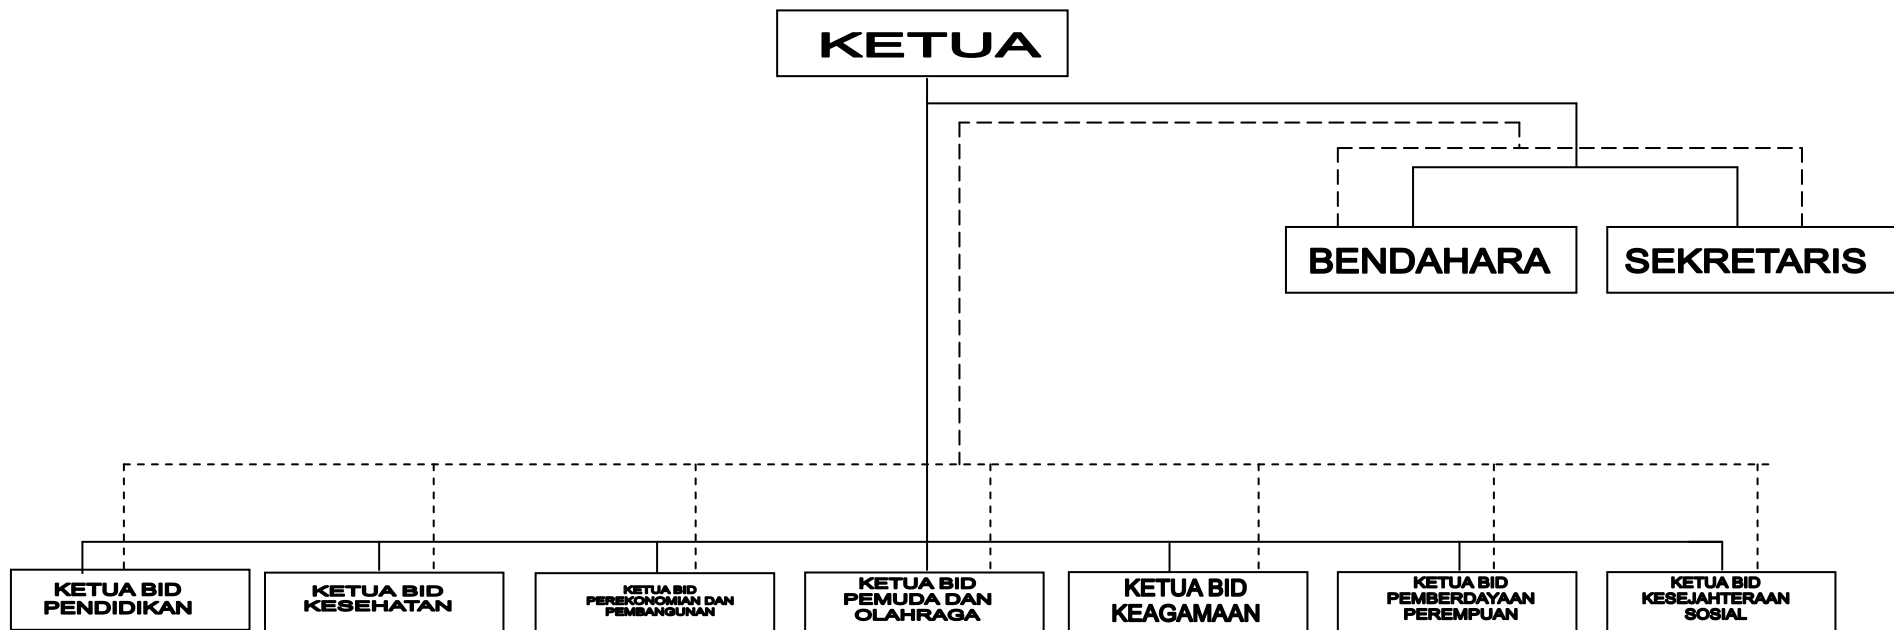 KETUA
BENDAHARA
SEKRETARIS
KETUA BID
PENDIDIKAN
KETUA BID
KESEHATAN
KETUA BID
PEREKONOMIAN DAN
PEMBANGUNAN
KETUA BID
PEMUDA DAN
OLAHRAGA
KETUA BID
KEAGAMAAN
KETUA BID
PEMBERDAYAAN
PEREMPUAN
KETUA BID
KESEJAHTERAAN
SOSIAL